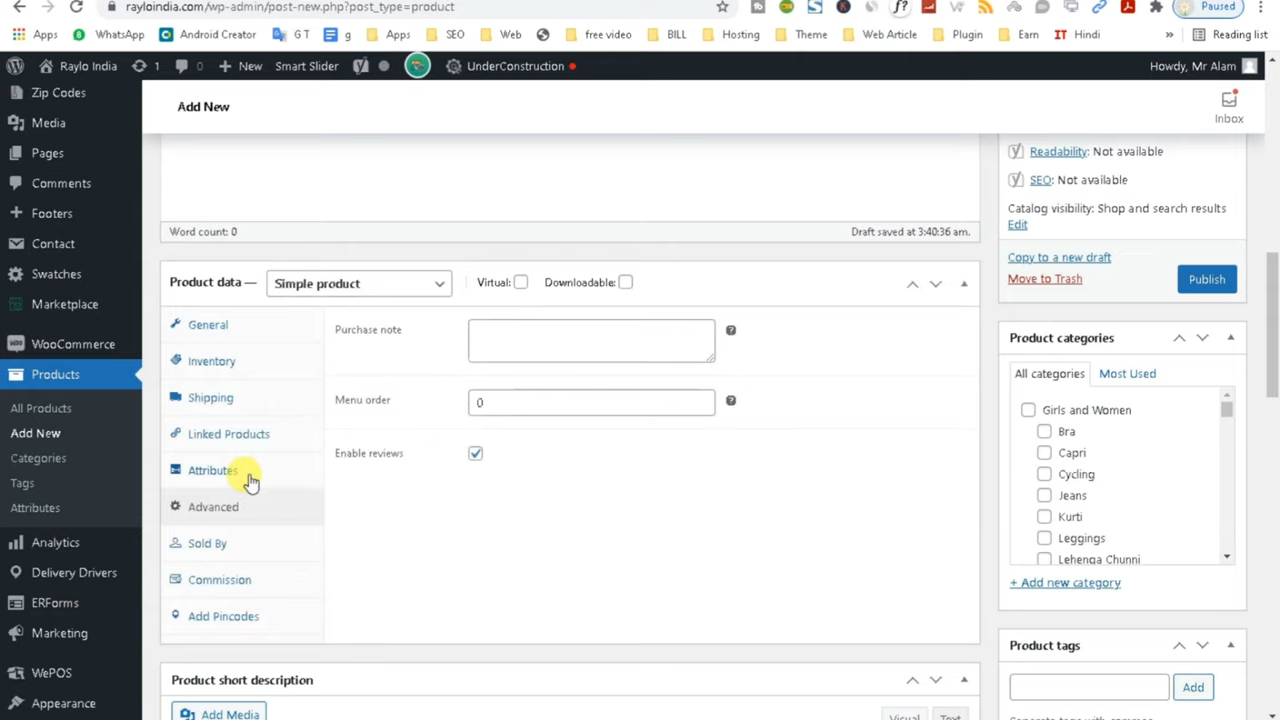 rayloindia.com/wp-admin/post-new.php?post_type=product
Paused
Apps
WhatsApp
Android Creator
G T
g
Apps
SEO
Web
free video
BILL
Hosting
Theme
Web Article
Plugin
Earn
IT Hindi
»
Reading list
Raylo India
1
New
Smart Slider
UnderConstruction
Howdy, Mr Alam
Zip Codes
Media
Pages
Comments
Footers
Contact
Swatches
Marketplace
WooCommerce
Products
All Products
Add New
Categories
Tags
Attributes
Analytics
Delivery Drivers
ERForms
Marketing
WePOS
Appearance
Add New
Inbox
Word count: 0
Draft saved at 3:40:36 am.
Product data —
Simple product
Virtual:
Downloadable:
General
Inventory
Shipping
Linked Products
Attributes
Advanced
Sold By
Commission
Add Pincodes
Purchase note
Menu order
0
Enable reviews
Product short description
Add Media
Visual
Text
Readability: Not available
SEO: Not available
Catalog visibility: Shop and search results
Edit
Copy to a new draft
Move to Trash
Publish
Product categories
All categories
Most Used
Girls and Women
Bra
Capri
Cycling
Jeans
Kurti
Leggings
Lehenga Chunni
+ Add new category
Product tags
Add
Separate tags with commas